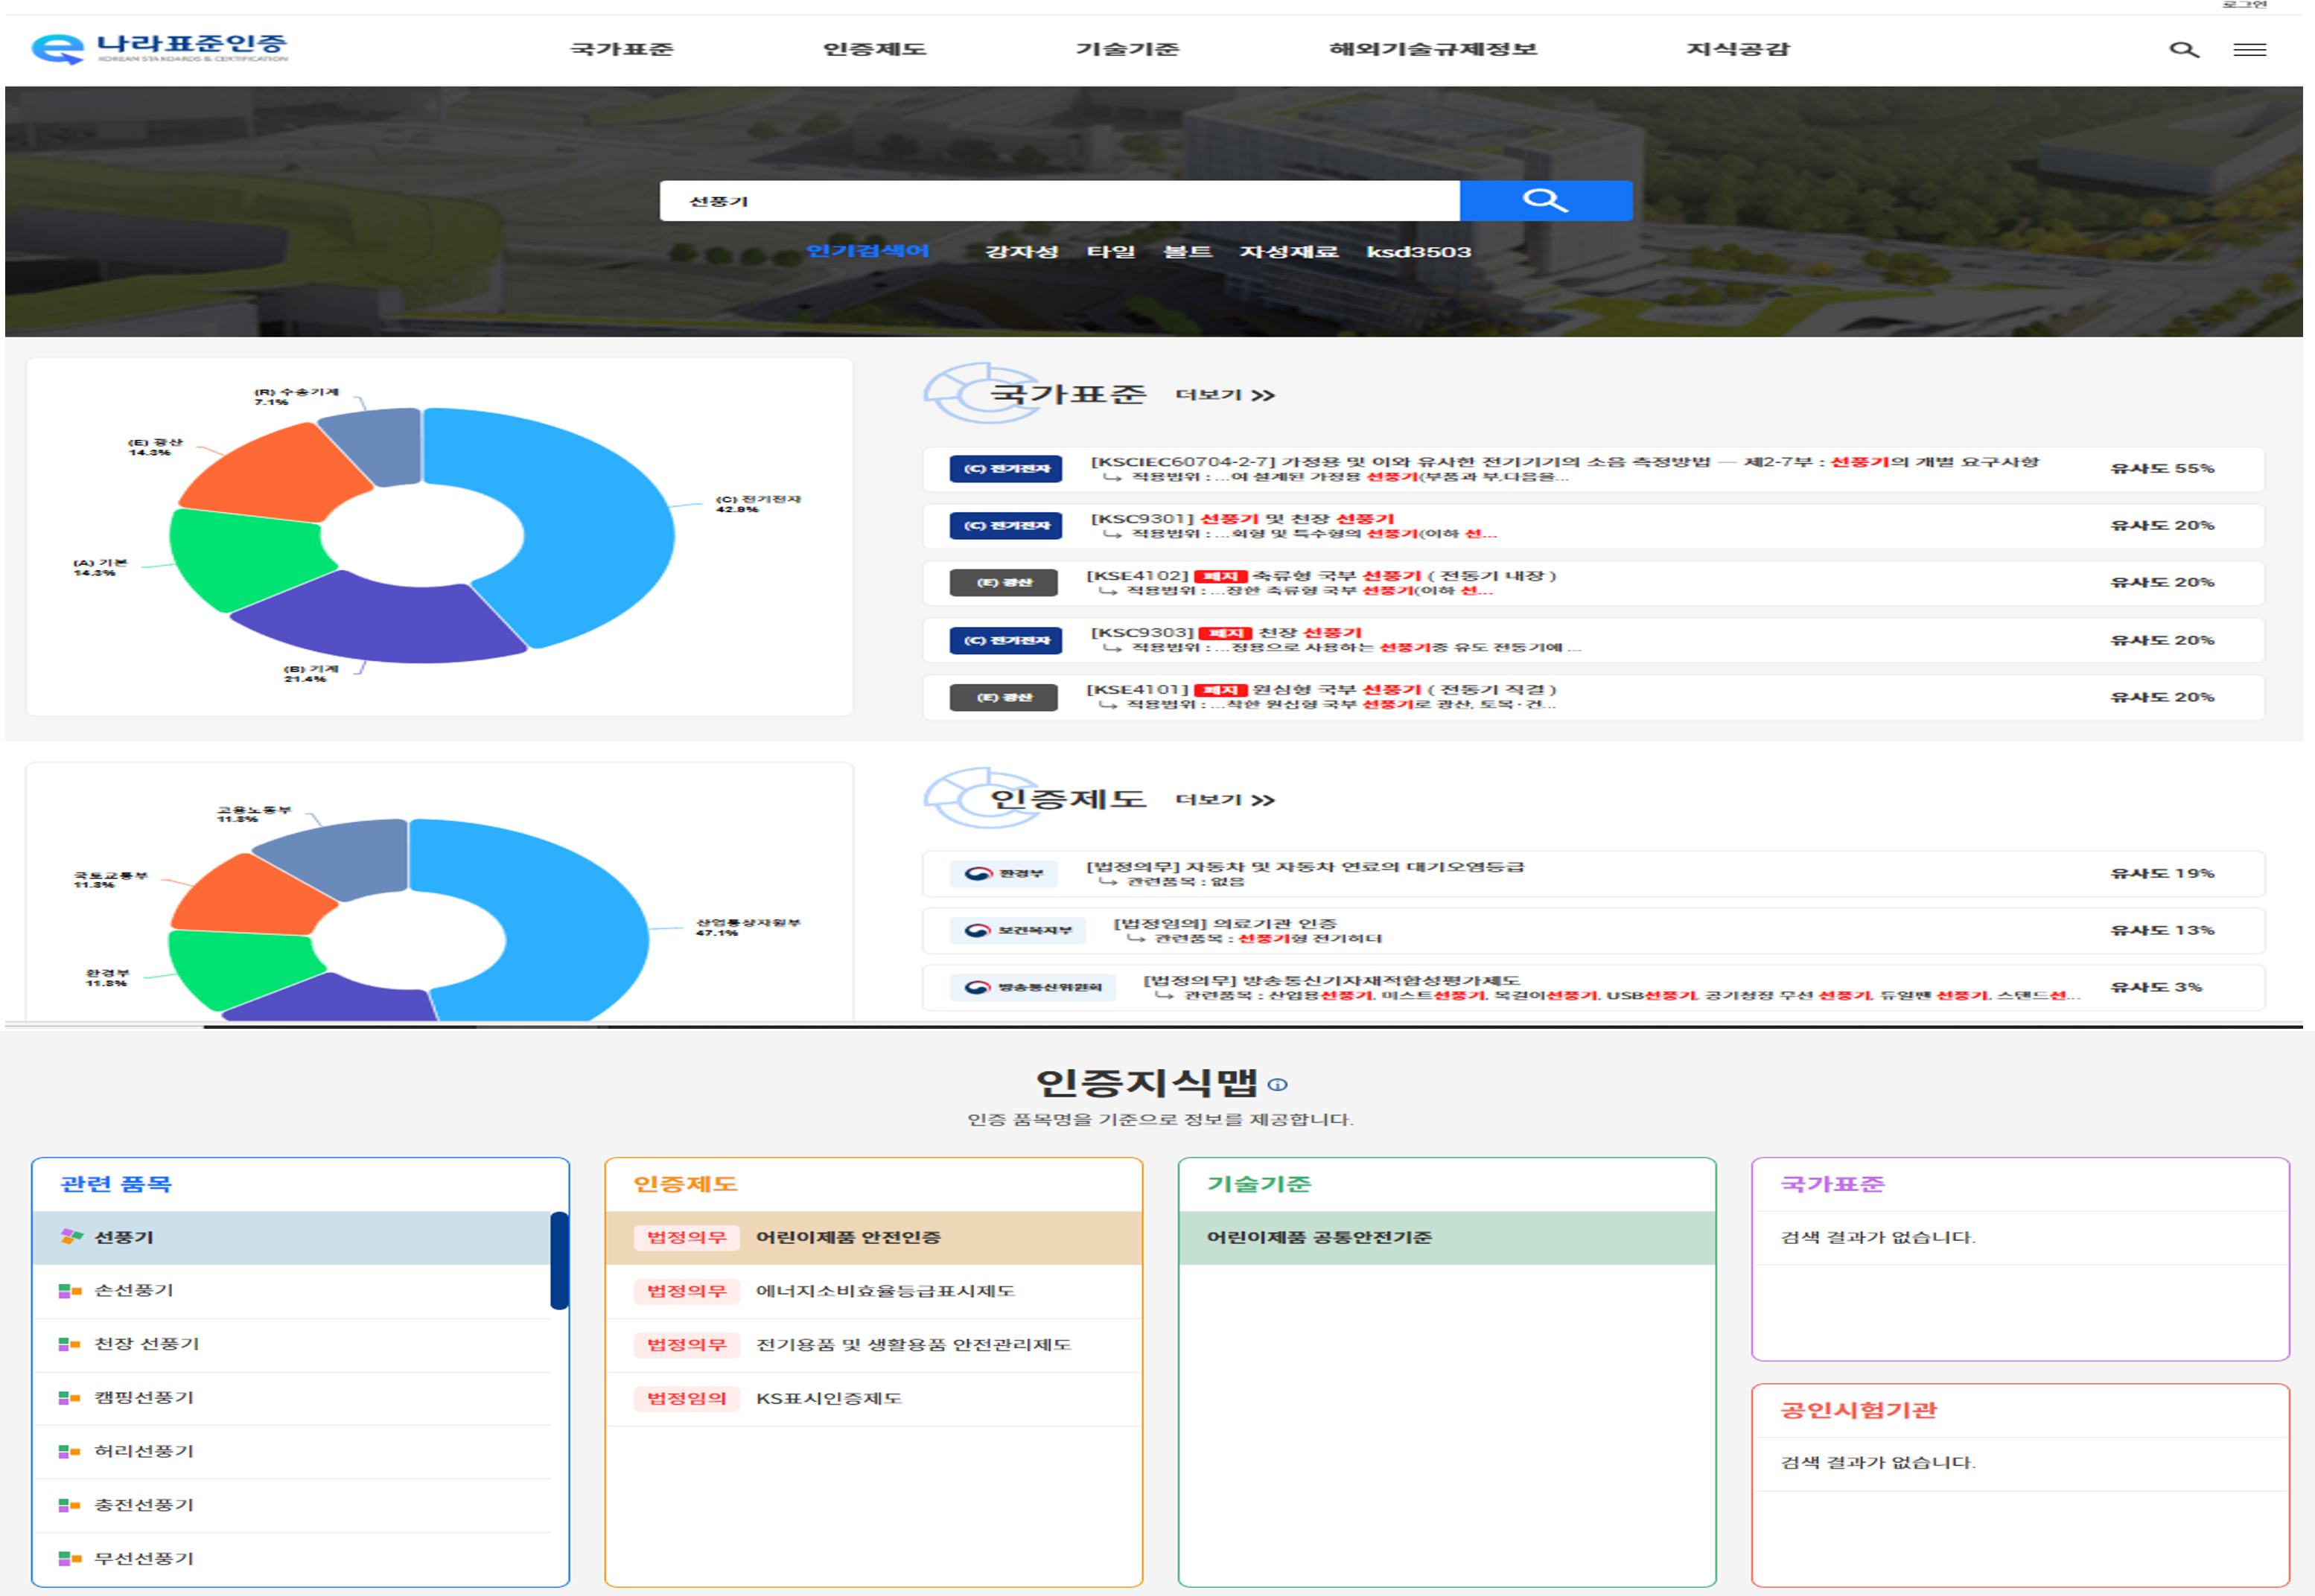 로그인
나라표준인증
KOREAN STANDARDS & CERTIFICATION
국가표준
인증제도
기술기준
해외기술규제정보
지식공감
선풍기
인기검색어 강자성 타일 볼트 자성재료 ksd3503
(R) 수송기계
7.1%
(E) 광산
14.3%
(C) 전기전자
42.9%
(A) 기본
14.3%
(B) 기계
21.4%
국가표준 더보기
(C) 전기전자 [KSCIEC60704-2-7] 가정용 및 이와 유사한 전기기기의 소음 측정방법 — 제2-7부 : 선풍기의 개별 요구사항 유사도 55%
적용범위 : ...여 설계된 가정용 선풍기(부품과 부,다음을...
(C) 전기전자 [KSC9301] 선풍기 및 천장 선풍기 유사도 20%
적용범위 : ...회형 및 특수형의 선풍기(이하 선...
(E) 광산 [KSE4102] 폐지 축류형 국부 선풍기 ( 전동기 내장 ) 유사도 20%
적용범위 : ...장한 축류형 국부 선풍기(이하 선...
(C) 전기전자 [KSC9303] 폐지 천장 선풍기 유사도 20%
적용범위 : ...정용으로 사용하는 선풍기중 유도 전동기에 ...
(E) 광산 [KSE4101] 폐지 원심형 국부 선풍기 ( 전동기 직결 ) 유사도 20%
적용범위 : ...착한 원심형 국부 선풍기로 광산, 토목·건...
고용노동부
11.8%
국토교통부
11.8%
산업통상자원부
47.1%
환경부
11.8%
인증제도 더보기
환경부 [법정의무] 자동차 및 자동차 연료의 대기오염등급 유사도 19%
관련품목 : 없음
보건복지부 [법정임의] 의료기관 인증 유사도 13%
관련품목 : 선풍기형 전기히터
방송통신위원회 [법정의무] 방송통신기자재적합성평가제도 유사도 3%
관련품목 : 산업용선풍기, 미스트선풍기, 목걸이선풍기, USB선풍기, 공기청정 무선 선풍기, 듀얼팬 선풍기, 스탠드선...
인증지식맵
인증 품목명을 기준으로 정보를 제공합니다.
관련 품목
선풍기
손선풍기
천장 선풍기
캠핑선풍기
허리선풍기
충전선풍기
무선선풍기
인증제도
법정의무 어린이제품 안전인증
법정의무 에너지소비효율등급표시제도
법정의무 전기용품 및 생활용품 안전관리제도
법정임의 KS표시인증제도
기술기준
어린이제품 공통안전기준
국가표준
검색 결과가 없습니다.
공인시험기관
검색 결과가 없습니다.